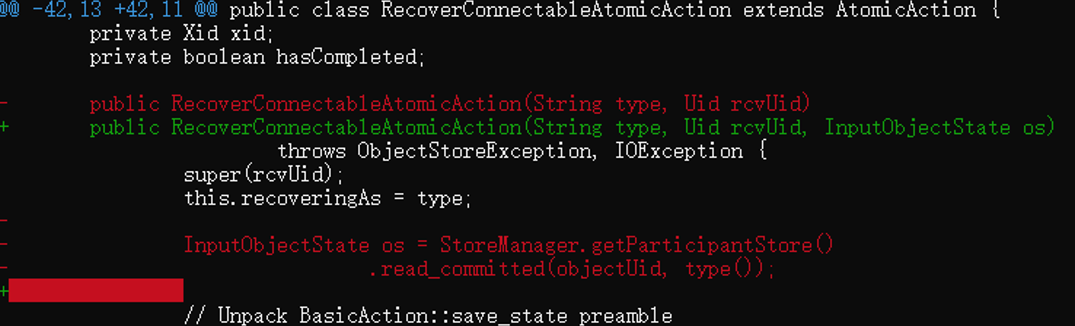 @@ -42,13 +42,11 @@ public class RecoverConnectableAtomicAction extends AtomicAction {
private Xid xid;
private boolean hasCompleted;
- public RecoverConnectableAtomicAction(String type, Uid rcvUid)
+ public RecoverConnectableAtomicAction(String type, Uid rcvUid, InputObjectState os)
throws ObjectStoreException, IOException {
super(rcvUid);
this.recoveringAs = type;
-
- InputObjectState os = StoreManager.getParticipantStore()
- .read_committed(objectUid, type());
+
// Unpack BasicAction::save_state preamble